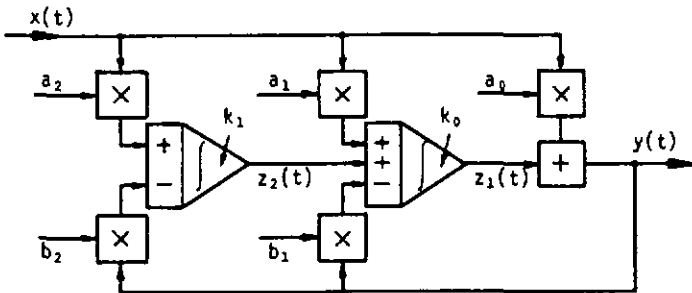 x(t)
a₂
×
a₁
×
a₀
×
k₁
k₀
+
−
∫
z₂(t)
+
+
−
∫
z₁(t)
+
y(t)
b₂
×
b₁
×